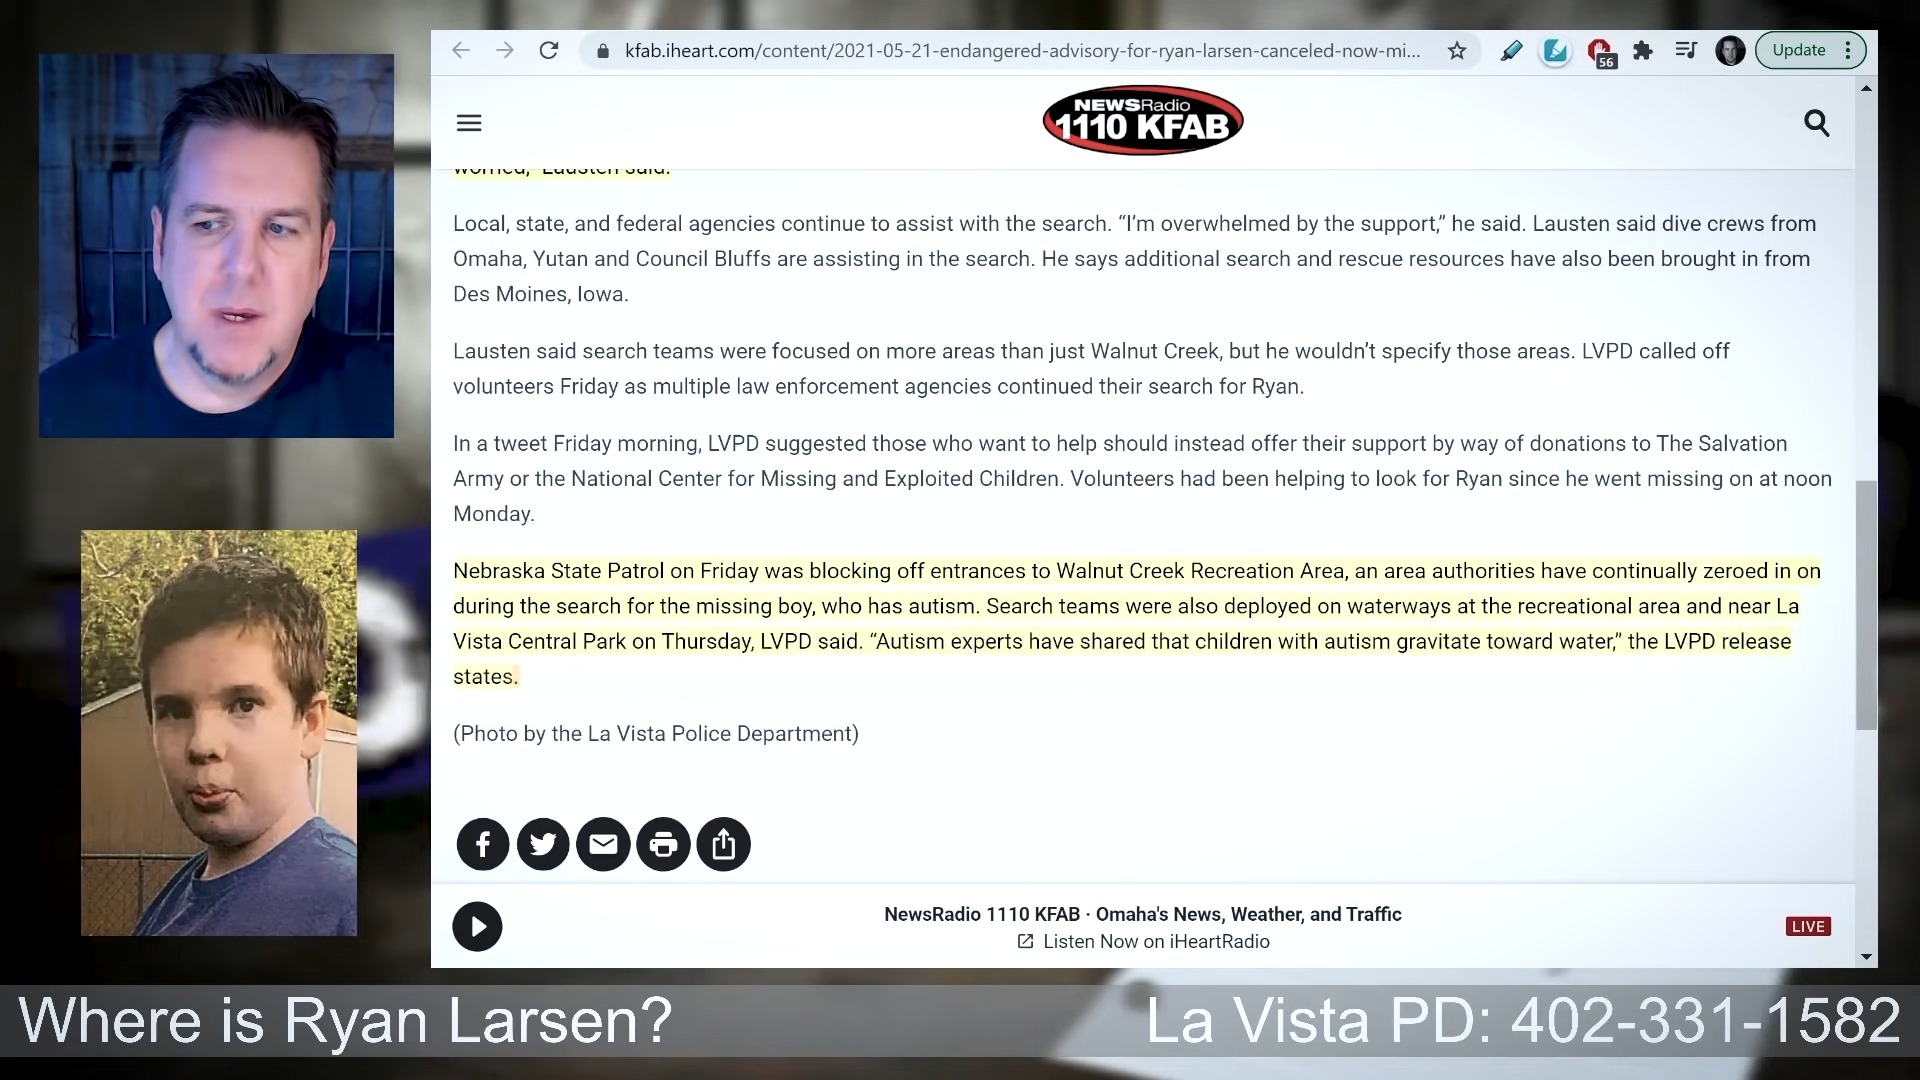 kfab.iheart.com/content/2021-05-21-endangered-advisory-for-ryan-larsen-canceled-now-mi...
56
Update
NEWSRadio
1110 KFAB
worried," Lausten said.
Local, state, and federal agencies continue to assist with the search. “I’m overwhelmed by the support,” he said. Lausten said dive crews from
Omaha, Yutan and Council Bluffs are assisting in the search. He says additional search and rescue resources have also been brought in from
Des Moines, Iowa.
Lausten said search teams were focused on more areas than just Walnut Creek, but he wouldn’t specify those areas. LVPD called off
volunteers Friday as multiple law enforcement agencies continued their search for Ryan.
In a tweet Friday morning, LVPD suggested those who want to help should instead offer their support by way of donations to The Salvation
Army or the National Center for Missing and Exploited Children. Volunteers had been helping to look for Ryan since he went missing on at noon
Monday.
Nebraska State Patrol on Friday was blocking off entrances to Walnut Creek Recreation Area, an area authorities have continually zeroed in on
during the search for the missing boy, who has autism. Search teams were also deployed on waterways at the recreational area and near La
Vista Central Park on Thursday, LVPD said. “Autism experts have shared that children with autism gravitate toward water,” the LVPD release
states.
(Photo by the La Vista Police Department)
NewsRadio 1110 KFAB · Omaha's News, Weather, and Traffic
Listen Now on iHeartRadio
LIVE
Where is Ryan Larsen?
La Vista PD: 402-331-1582